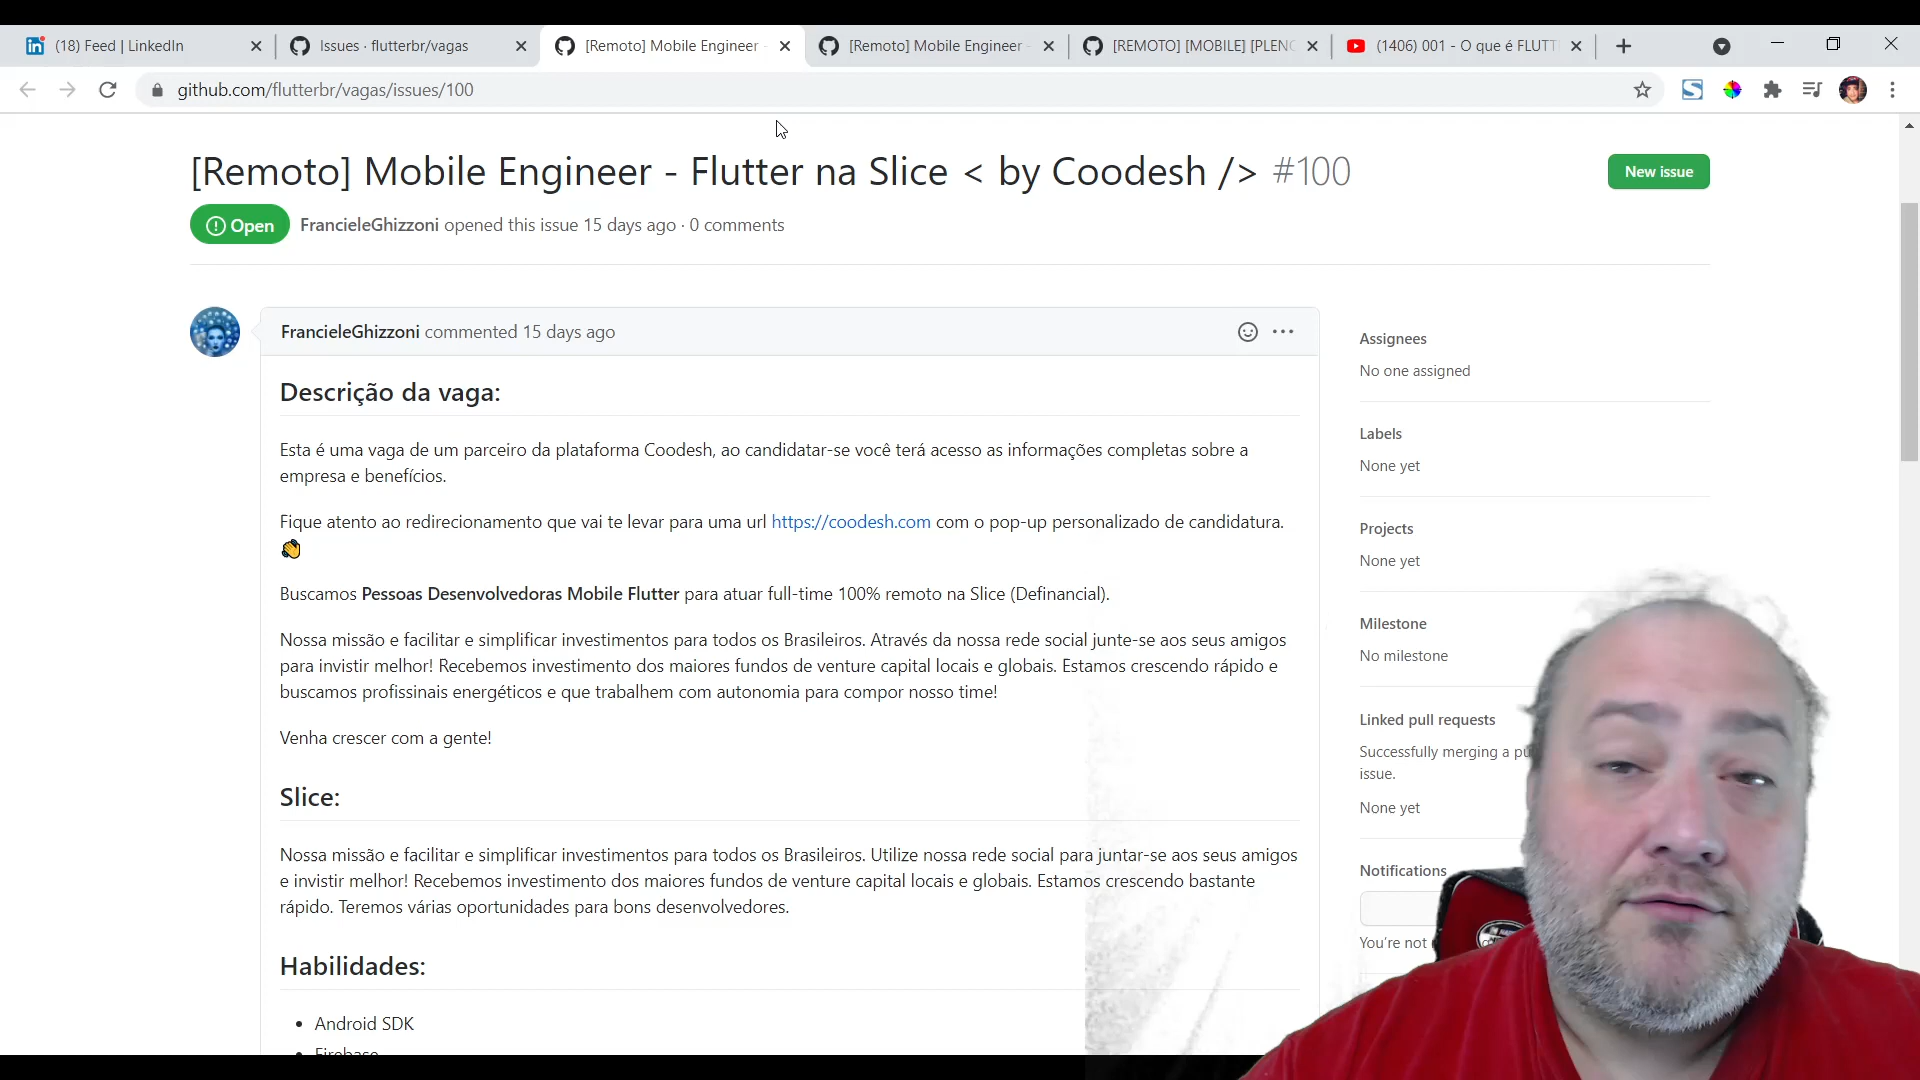 (18) Feed | LinkedIn
Issues · flutterbr/vagas
[Remoto] Mobile Engineer -
[Remoto] Mobile Engineer -
[REMOTO] [MOBILE] [PLENO
(1406) 001 - O que é FLUTT
github.com/flutterbr/vagas/issues/100
[Remoto] Mobile Engineer - Flutter na Slice < by Coodesh /> #100
New issue
Open
FrancieleGhizzoni opened this issue 15 days ago · 0 comments
FrancieleGhizzoni commented 15 days ago
Descrição da vaga:
Esta é uma vaga de um parceiro da plataforma Coodesh, ao candidatar-se você terá acesso as informações completas sobre a
empresa e benefícios.
Fique atento ao redirecionamento que vai te levar para uma url https://coodesh.com com o pop-up personalizado de candidatura.
👋
Buscamos Pessoas Desenvolvedoras Mobile Flutter para atuar full-time 100% remoto na Slice (Definancial).
Nossa missão e facilitar e simplificar investimentos para todos os Brasileiros. Através da nossa rede social junte-se aos seus amigos
para investir melhor! Recebemos investimento dos maiores fundos de venture capital locais e globais. Estamos crescendo rápido e
buscamos profissinais energéticos e que trabalhem com autonomia para compor nosso time!
Venha crescer com a gente!
Slice:
Nossa missão e facilitar e simplificar investimentos para todos os Brasileiros. Utilize nossa rede social para juntar-se aos seus amigos
e invistir melhor! Recebemos investimento dos maiores fundos de venture capital locais e globais. Estamos crescendo bastante
rápido. Teremos várias oportunidades para bons desenvolvedores.
Habilidades:
Android SDK
Firebase
Assignees
No one assigned
Labels
None yet
Projects
None yet
Milestone
No milestone
Linked pull requests
Successfully merging a pu
issue.
None yet
Notifications
You're not